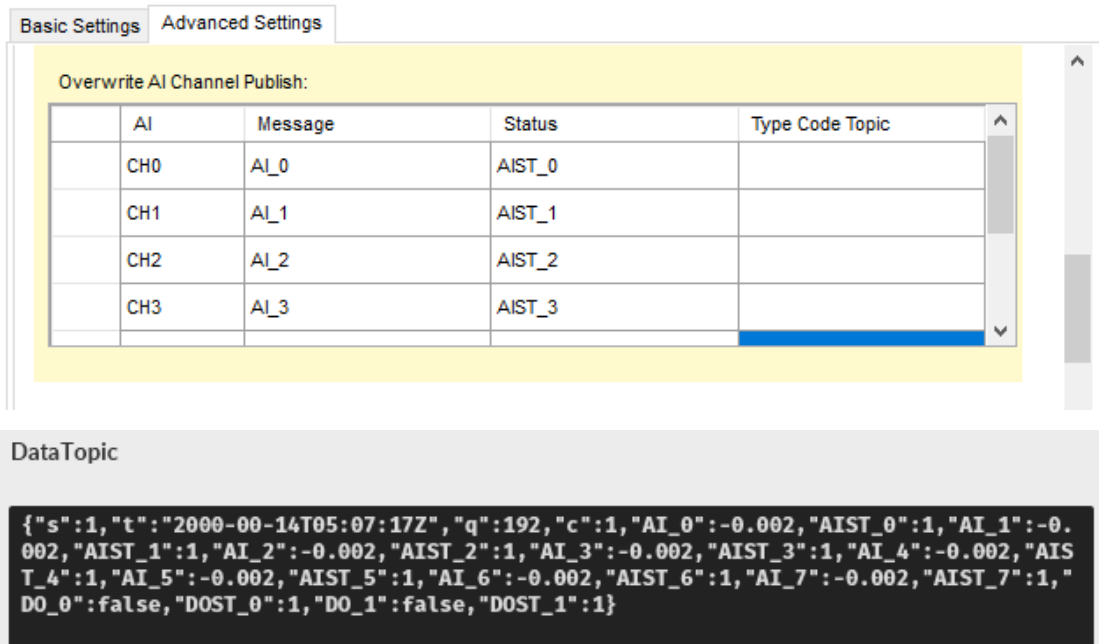 Basic Settings Advanced Settings
Overwrite AI Channel Publish:
AI Message Status Type Code Topic
CH0 AI_0 AIST_0
CH1 AI_1 AIST_1
CH2 AI_2 AIST_2
CH3 AI_3 AIST_3
DataTopic
{"s":1,"t":"2000-00-14T05:07:17Z","q":192,"c":1,"AI_0":-0.002,"AIST_0":1,"AI_1":-0.
002,"AIST_1":1,"AI_2":-0.002,"AIST_2":1,"AI_3":-0.002,"AIST_3":1,"AI_4":-0.002,"AIS
T_4":1,"AI_5":-0.002,"AIST_5":1,"AI_6":-0.002,"AIST_6":1,"AI_7":-0.002,"AIST_7":1,"
DO_0":false,"DOST_0":1,"DO_1":false,"DOST_1":1}